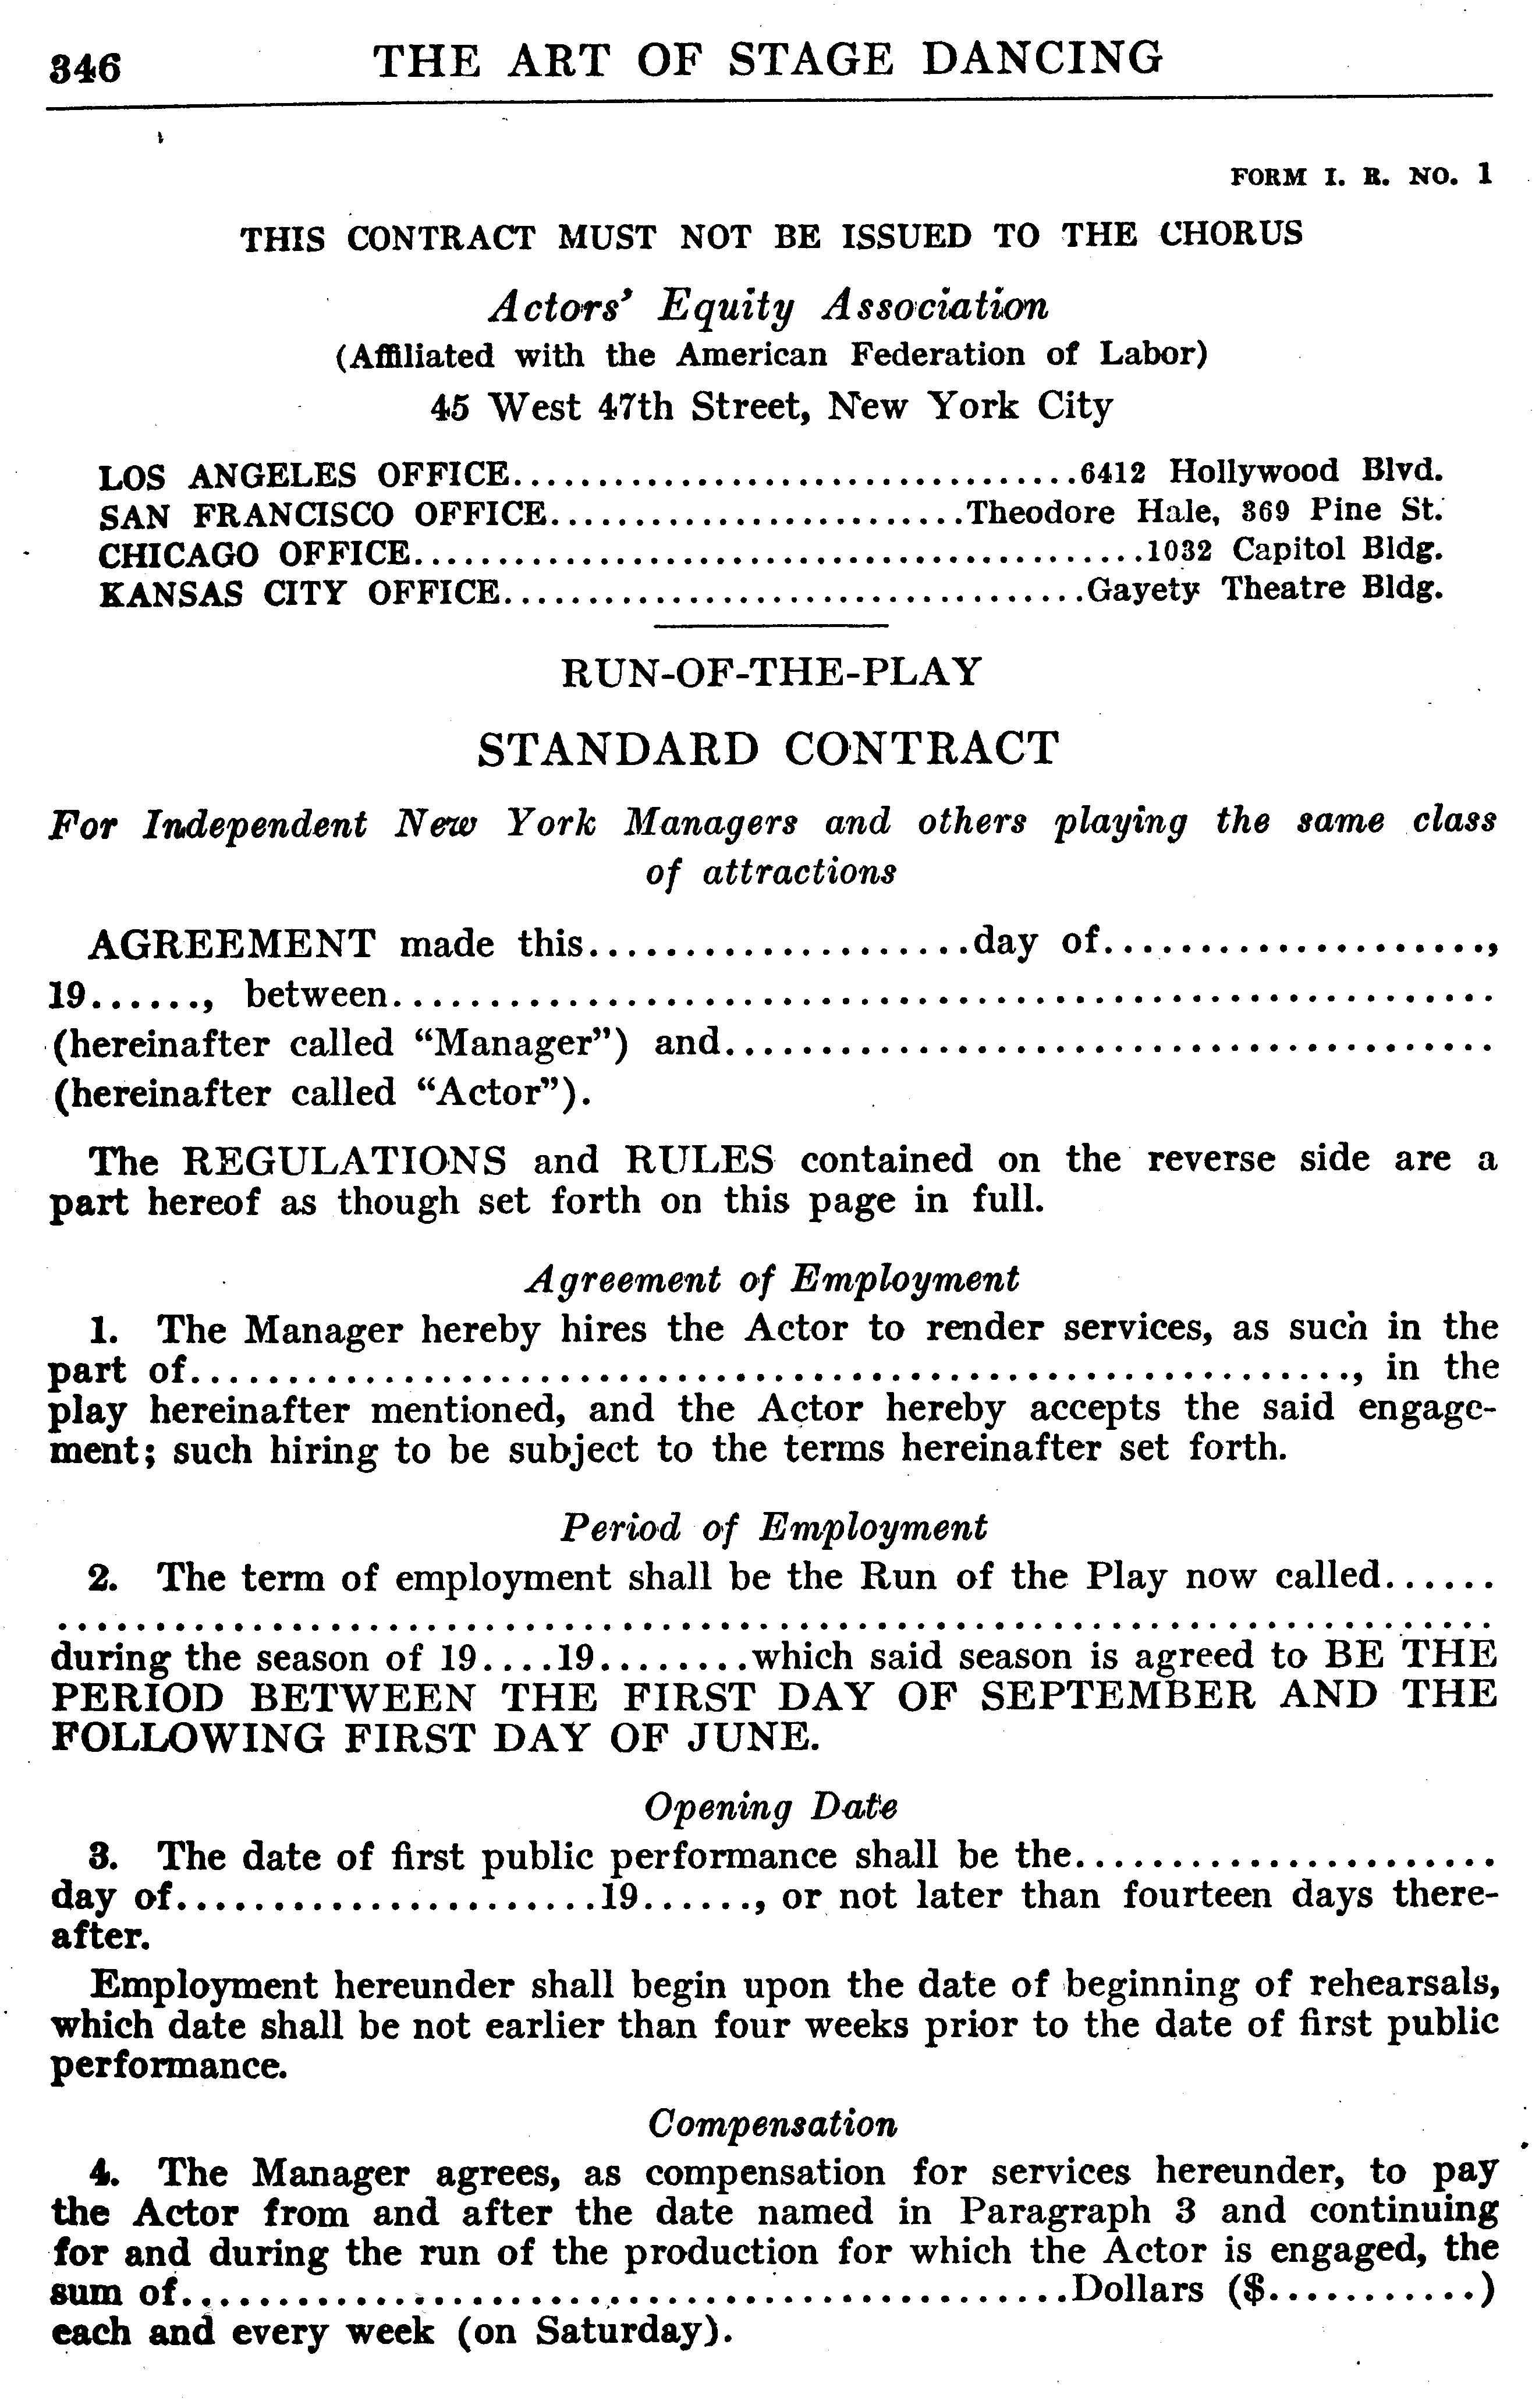 346 THE ART OF STAGE DANCING
FORM I. R. NO. 1
THIS CONTRACT MUST NOT BE ISSUED TO THE CHORUS
Actors' Equity Association
(Affiliated with the American Federation of Labor)
45 West 47th Street, New York City
LOS ANGELES OFFICE..................................6412 Hollywood Blvd.
SAN FRANCISCO OFFICE.........................Theodore Hale, 369 Pine St.
CHICAGO OFFICE............................................1032 Capitol Bldg.
KANSAS CITY OFFICE...................................Gayety Theatre Bldg.
RUN-OF-THE-PLAY
STANDARD CONTRACT
For Independent New York Managers and others playing the same class
of attractions
AGREEMENT made this....................day of....................,
19......, between.........................................................
(hereinafter called "Manager") and........................................
(hereinafter called "Actor").
The REGULATIONS and RULES contained on the reverse side are a
part hereof as though set forth on this page in full.
Agreement of Employment
1. The Manager hereby hires the Actor to render services, as such in the
part of............................................................, in the
play hereinafter mentioned, and the Actor hereby accepts the said engage-
ment; such hiring to be subject to the terms hereinafter set forth.
Period of Employment
2. The term of employment shall be the Run of the Play now called......
..........................................................................
during the season of 19....19........which said season is agreed to BE THE
PERIOD BETWEEN THE FIRST DAY OF SEPTEMBER AND THE
FOLLOWING FIRST DAY OF JUNE.
Opening Date
3. The date of first public performance shall be the......................
day of......................19......, or not later than fourteen days there-
after.
Employment hereunder shall begin upon the date of beginning of rehearsals,
which date shall be not earlier than four weeks prior to the date of first public
performance.
Compensation
4. The Manager agrees, as compensation for services hereunder, to pay
the Actor from and after the date named in Paragraph 3 and continuing
for and during the run of the production for which the Actor is engaged, the
sum of..............................................Dollars ($...........)
each and every week (on Saturday).